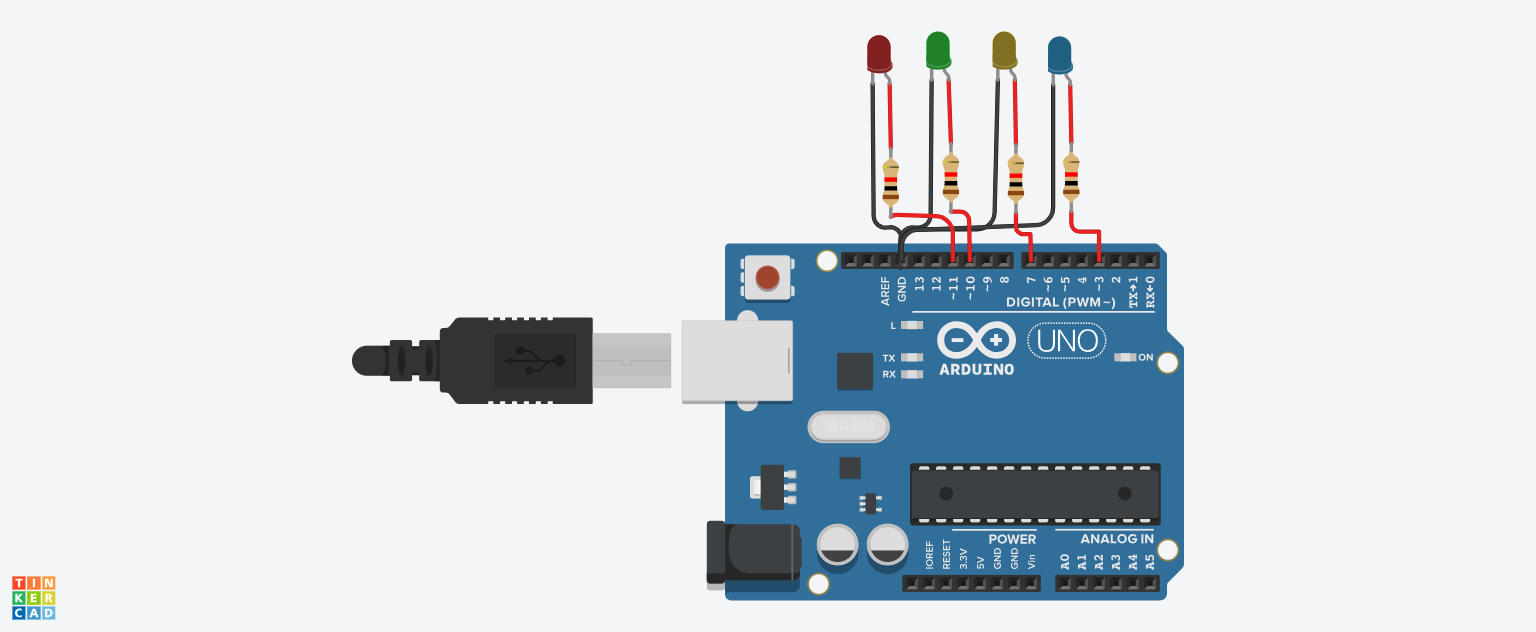 AREF
GND
13
12
~11
~10
~9
8
7
~6
~5
4
~3
2
TX→1
RX←0
DIGITAL (PWM~)
L
TX
RX
ARDUINO
UNO
ON
POWER
ANALOG IN
IOREF
RESET
3.3V
5V
GND
GND
Vin
A0
A1
A2
A3
A4
A5
TIN
KER
CAD